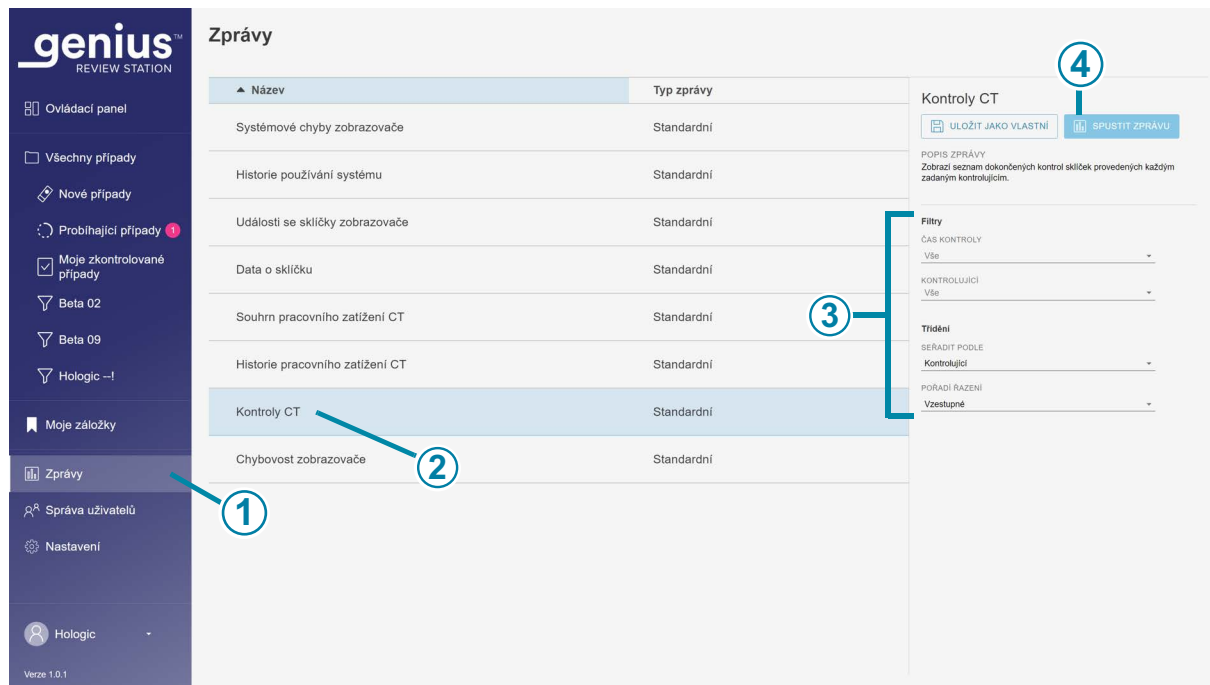 genius™
REVIEW STATION
Ovládací panel
Všechny případy
Nové případy
Probíhající případy 1
Moje zkontrolované
případy
Beta 02
Beta 09
Hologic --!
Moje záložky
Zprávy
Správa uživatelů
Nastavení
Hologic
Verze 1.0.1
Zprávy
Název Typ zprávy
Systémové chyby zobrazovače Standardní
Historie používání systému Standardní
Události se sklíčky zobrazovače Standardní
Data o sklíčku Standardní
Souhrn pracovního zatížení CT Standardní
Historie pracovního zatížení CT Standardní
Kontroly CT Standardní
Chybovost zobrazovače Standardní
1
2
3
4
Kontroly CT
ULOŽIT JAKO VLASTNÍ SPUSTIT ZPRÁVU
POPIS ZPRÁVY
Zobrazí seznam dokončených kontrol sklíček provedených každým
zadaným kontrolujícím.
Filtry
ČAS KONTROLY
Vše
KONTROLUJÍCÍ
Vše
Třídění
SEŘADIT PODLE
Kontrolující
POŘADÍ ŘAZENÍ
Vzestupné